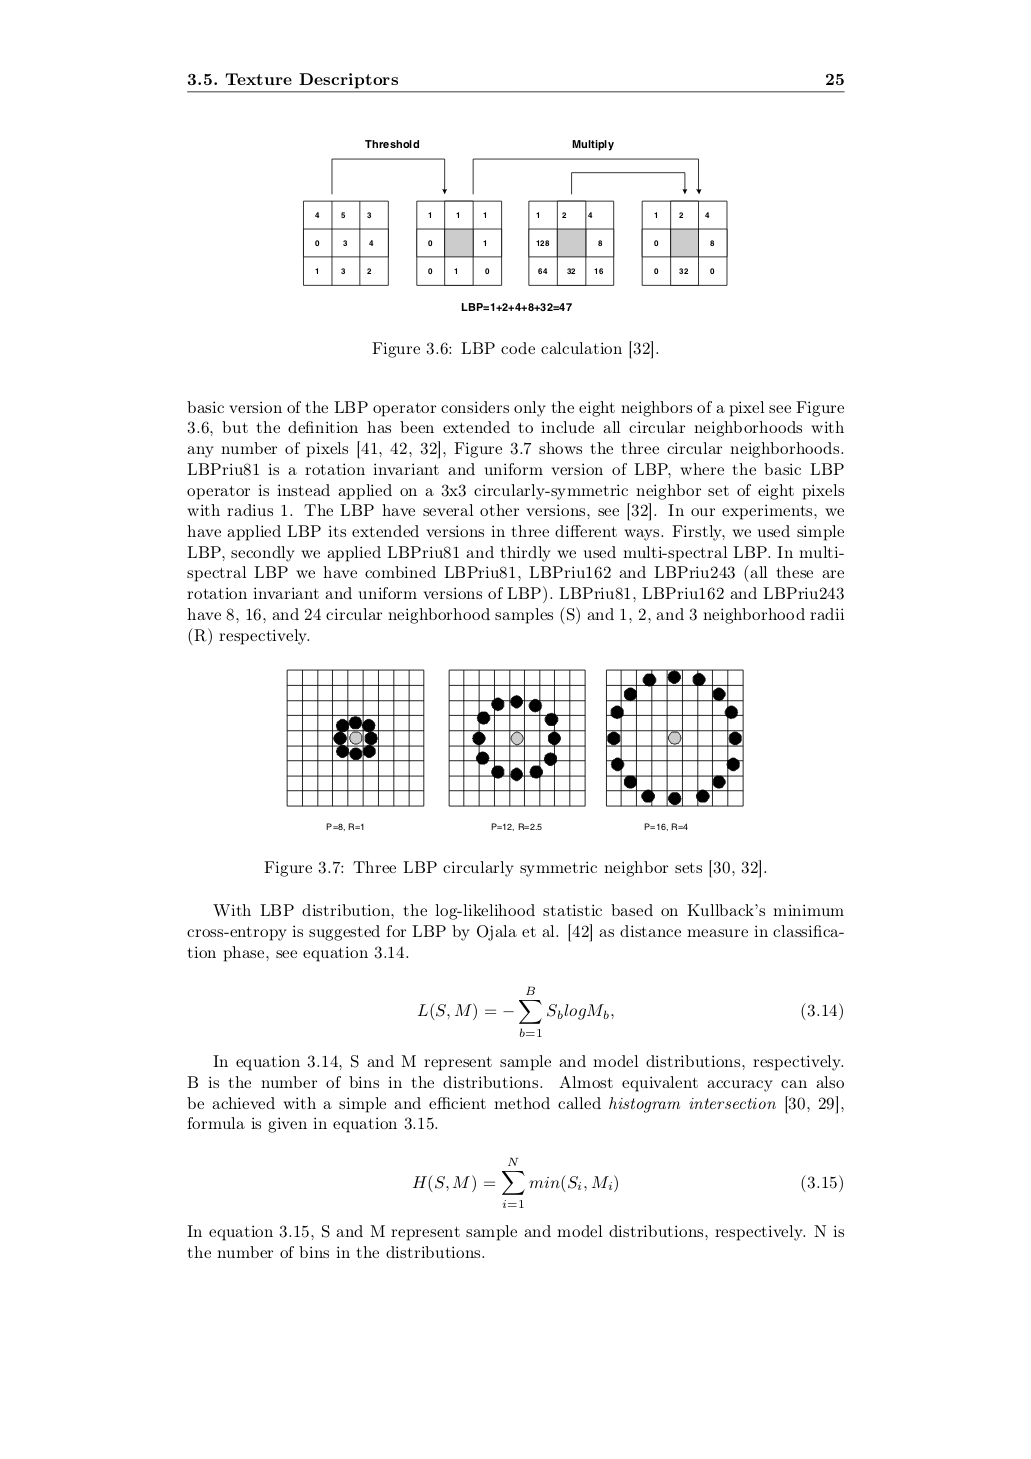 3.5. Texture Descriptors 25
Threshold Multiply
4 5 3 1 1 1 1 2 4 1 2 4
0 3 4 0 1 128 8 0 8
1 3 2 0 1 0 64 32 16 0 32 0
LBP=1+2+4+8+32=47
Figure 3.6: LBP code calculation [32].
basic version of the LBP operator considers only the eight neighbors of a pixel see Figure
3.6, but the definition has been extended to include all circular neighborhoods with
any number of pixels [41, 42, 32], Figure 3.7 shows the three circular neighborhoods.
LBPriu81 is a rotation invariant and uniform version of LBP, where the basic LBP
operator is instead applied on a 3x3 circularly-symmetric neighbor set of eight pixels
with radius 1. The LBP have several other versions, see [32]. In our experiments, we
have applied LBP its extended versions in three different ways. Firstly, we used simple
LBP, secondly we applied LBPriu81 and thirdly we used multi-spectral LBP. In multi-
spectral LBP we have combined LBPriu81, LBPriu162 and LBPriu243 (all these are
rotation invariant and uniform versions of LBP). LBPriu81, LBPriu162 and LBPriu243
have 8, 16, and 24 circular neighborhood samples (S) and 1, 2, and 3 neighborhood radii
(R) respectively.
P=8, R=1 P=12, R=2.5 P=16, R=4
Figure 3.7: Three LBP circularly symmetric neighbor sets [30, 32].
With LBP distribution, the log-likelihood statistic based on Kullback's minimum
cross-entropy is suggested for LBP by Ojala et al. [42] as distance measure in classifica-
tion phase, see equation 3.14.
L(S, M) = − ∑_{b=1}^{B} S_b logM_b, (3.14)
In equation 3.14, S and M represent sample and model distributions, respectively.
B is the number of bins in the distributions. Almost equivalent accuracy can also
be achieved with a simple and efficient method called histogram intersection [30, 29],
formula is given in equation 3.15.
H(S, M) = ∑_{i=1}^{N} min(S_i, M_i) (3.15)
In equation 3.15, S and M represent sample and model distributions, respectively. N is
the number of bins in the distributions.